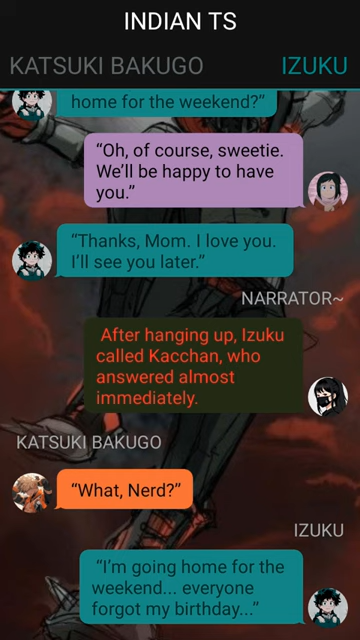 INDIAN TS
KATSUKI BAKUGO
IZUKU
home for the weekend?”
“Oh, of course, sweetie.
We’ll be happy to have
you.”
“Thanks, Mom. I love you.
I’ll see you later.”
NARRATOR~
After hanging up, Izuku
called Kacchan, who
answered almost
immediately.
KATSUKI BAKUGO
“What, Nerd?”
IZUKU
“I’m going home for the
weekend... everyone
forgot my birthday...”